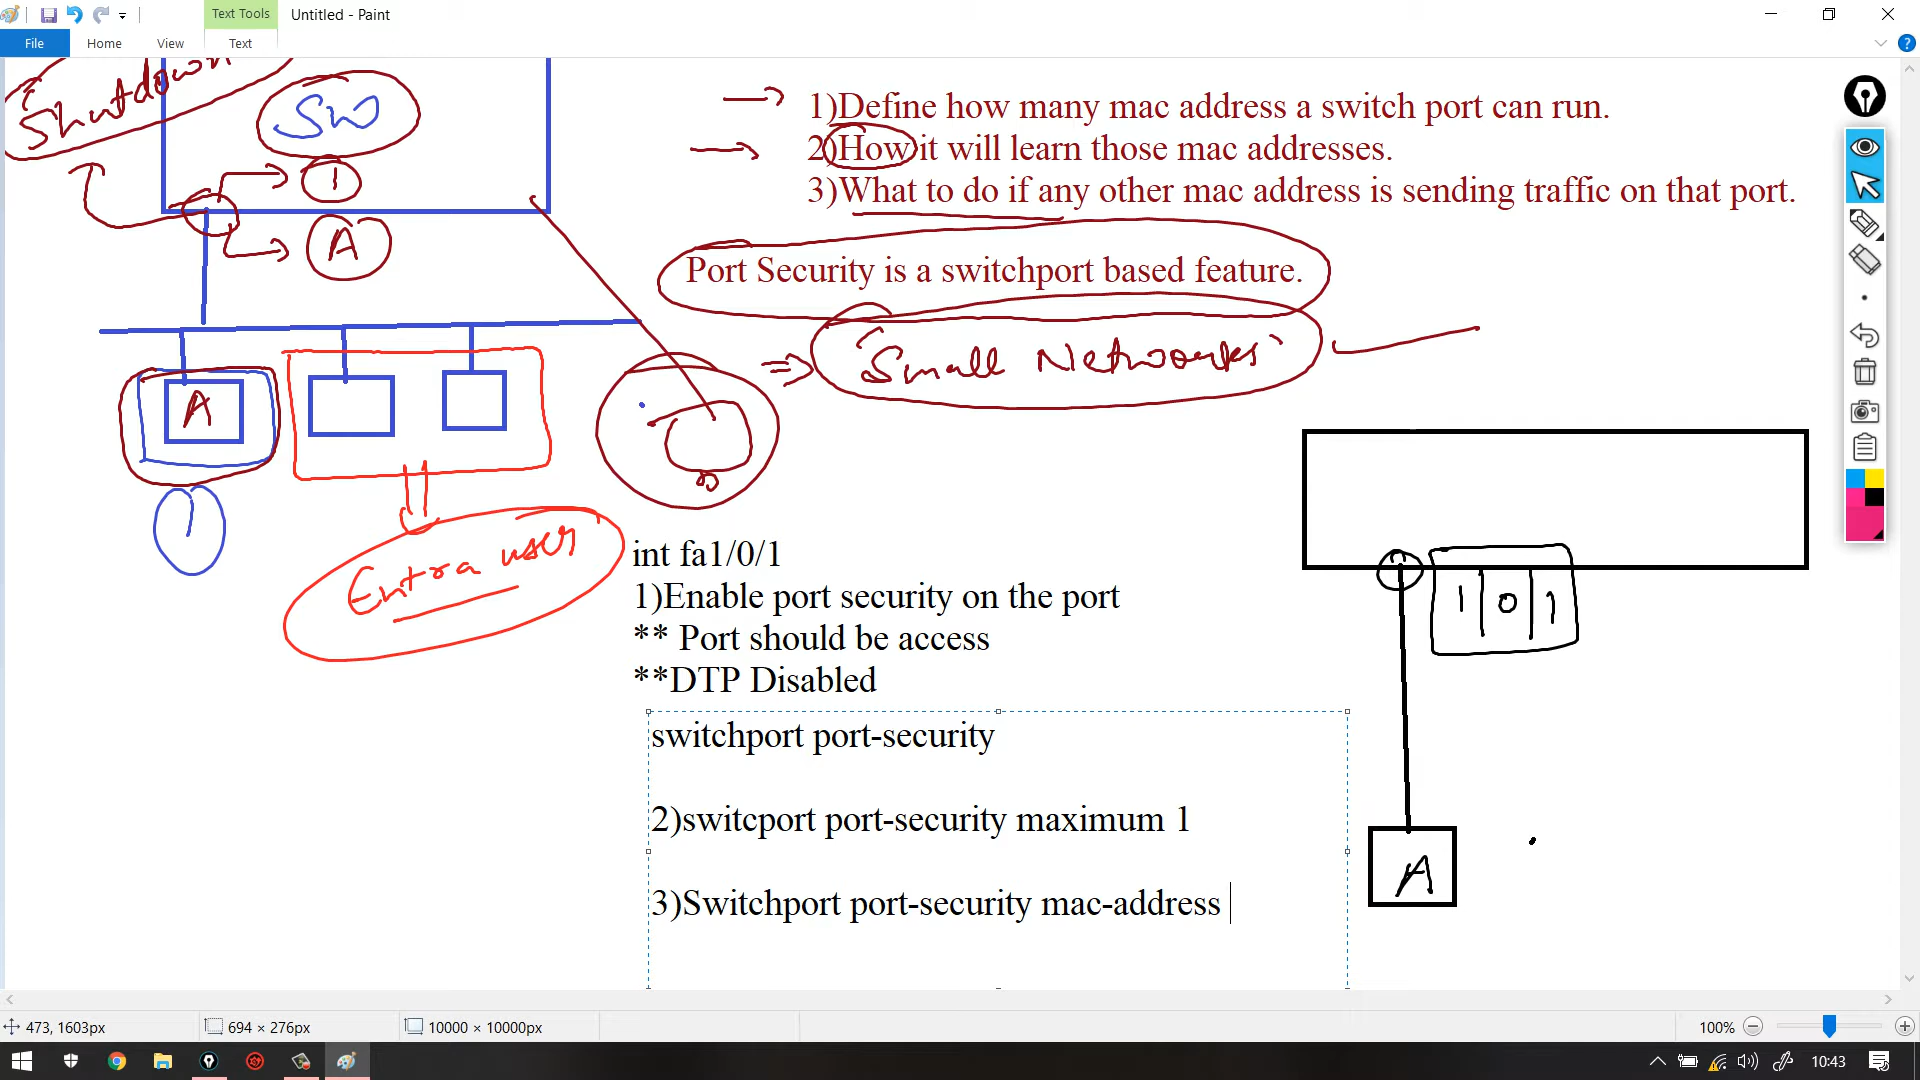 Text Tools
Untitled - Paint
File
Home
View
Text
Shutdown
SW
1
A
1)Define how many mac address a switch port can run.
2)How it will learn those mac addresses.
3)What to do if any other mac address is sending traffic on that port.
Port Security is a switchport based feature.
"Small Networks"
A
1
Extra user
int fa1/0/1
1)Enable port security on the port
** Port should be access
**DTP Disabled
switchport port-security
2)switcport port-security maximum 1
3)Switchport port-security mac-address
1 0 1
A
473, 1603px
694 × 276px
10000 × 10000px
100%
10:43